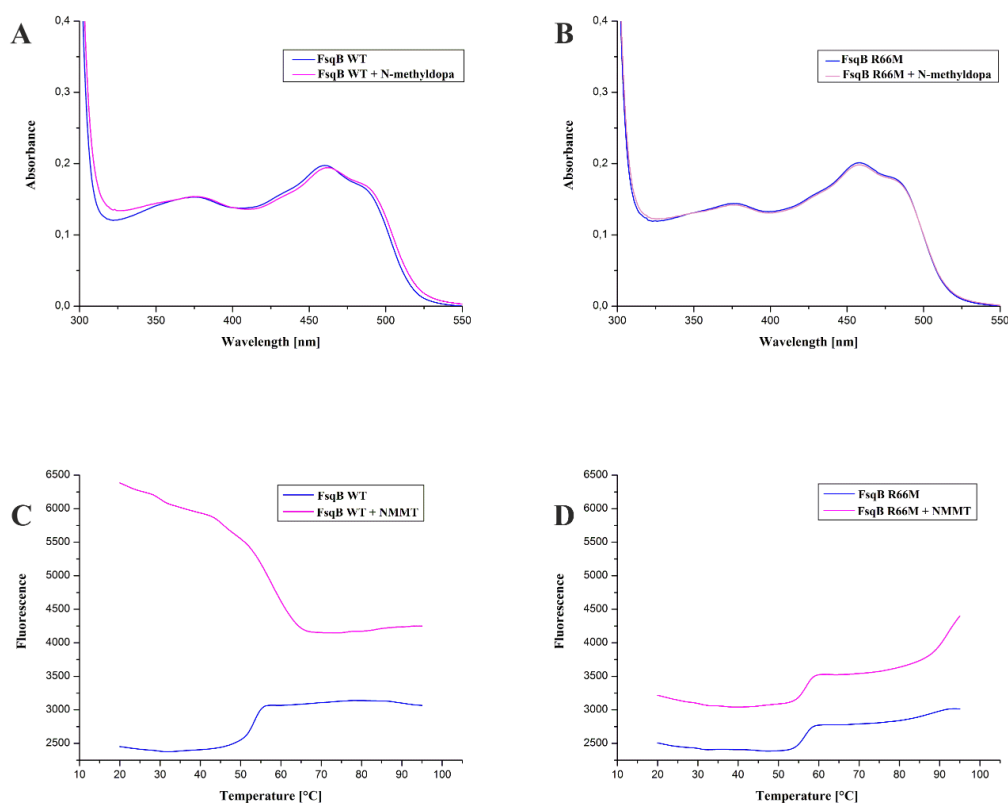 A
0,4
0,3
0,2
0,1
0,0
Absorbance
FsqB WT
FsqB WT + N-methyldopa
300 350 400 450 500 550
Wavelength [nm]
B
0,4
0,3
0,2
0,1
0,0
Absorbance
FsqB R66M
FsqB R66M + N-methyldopa
300 350 400 450 500 550
Wavelength [nm]
C
6500
6000
5500
5000
4500
4000
3500
3000
2500
Fluorescence
FsqB WT
FsqB WT + NMMT
10 20 30 40 50 60 70 80 90 100
Temperature [°C]
D
6500
6000
5500
5000
4500
4000
3500
3000
2500
Fluorescence
FsqB R66M
FsqB R66M + NMMT
10 20 30 40 50 60 70 80 90 100
Temperature [°C]